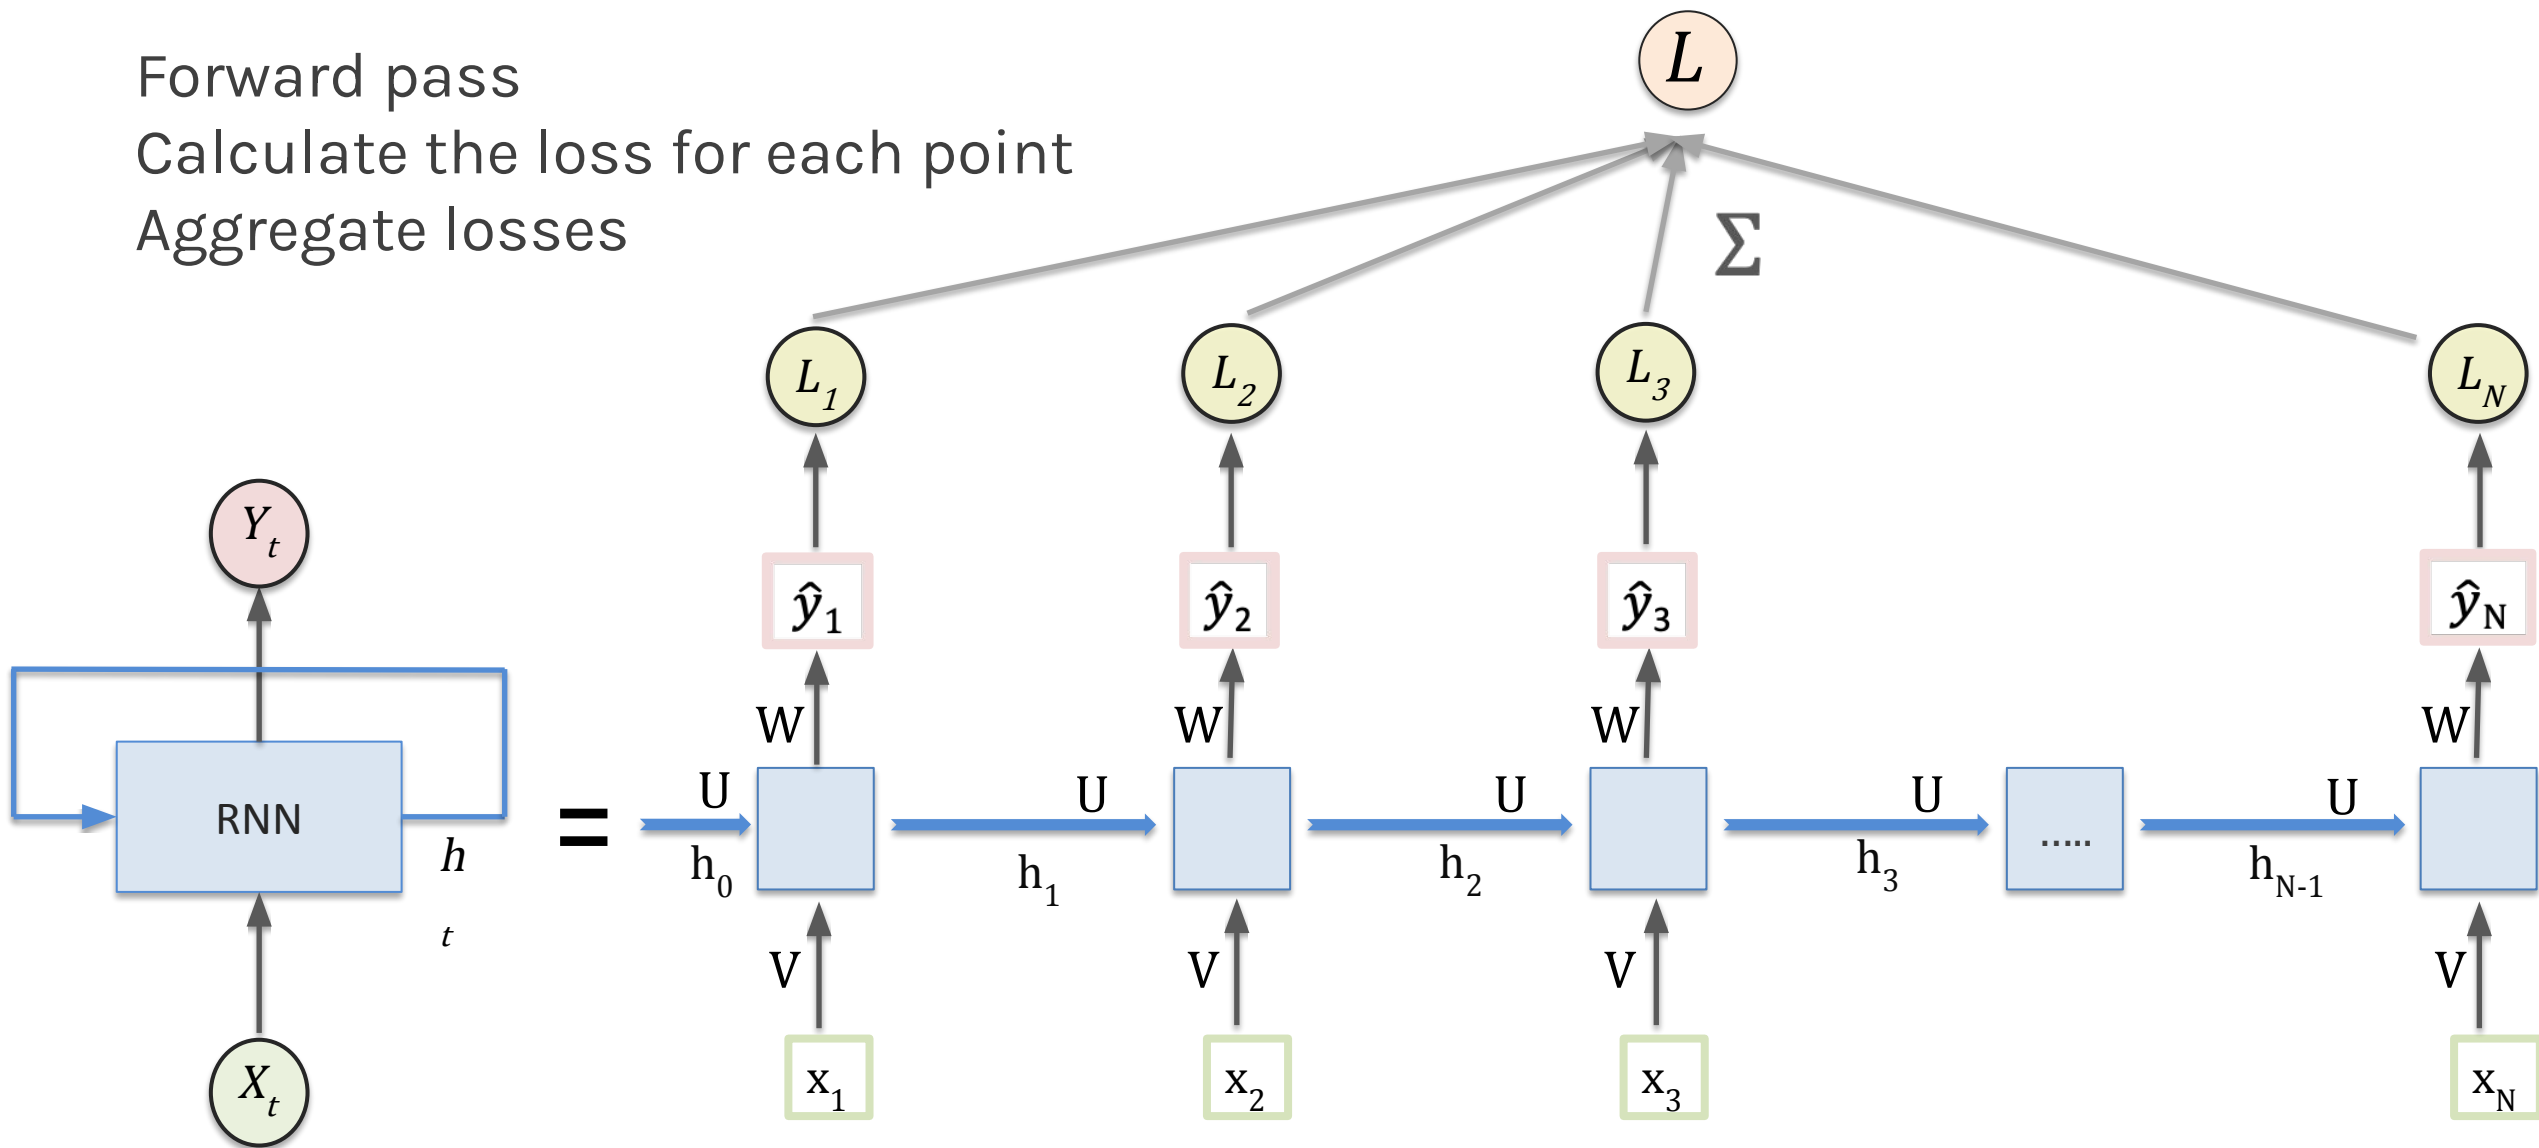 Forward pass
Calculate the loss for each point
Aggregate losses
L
Σ
L1 L2 L3 LN
Yt
ŷ1 ŷ2 ŷ3 ŷN
W W W W
U U U U U
RNN = .....
ht h0 h1 h2 h3 hN-1
V V V V
Xt x1 x2 x3 xN